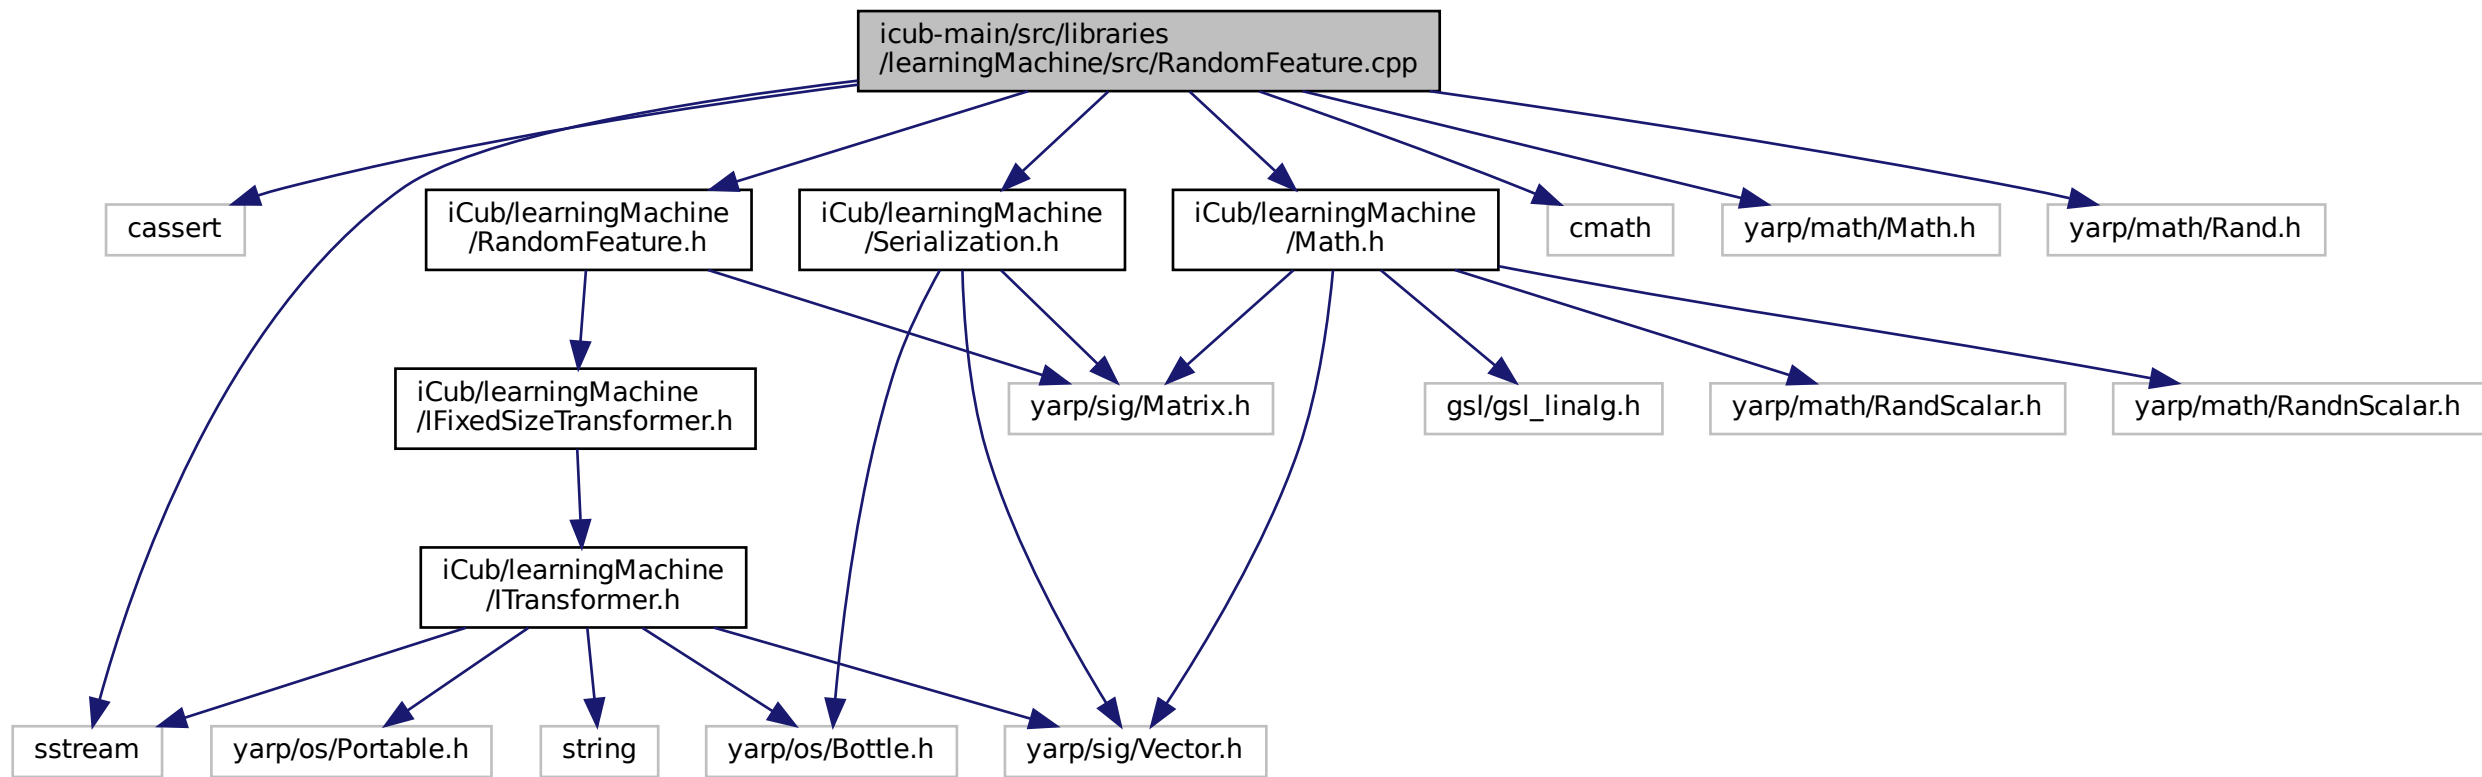 icub-main/src/libraries
/learningMachine/src/RandomFeature.cpp
cassert
iCub/learningMachine
/RandomFeature.h
iCub/learningMachine
/Serialization.h
iCub/learningMachine
/Math.h
cmath
yarp/math/Math.h
yarp/math/Rand.h
iCub/learningMachine
/IFixedSizeTransformer.h
yarp/sig/Matrix.h
gsl/gsl_linalg.h
yarp/math/RandScalar.h
yarp/math/RandnScalar.h
iCub/learningMachine
/ITransformer.h
sstream
yarp/os/Portable.h
string
yarp/os/Bottle.h
yarp/sig/Vector.h